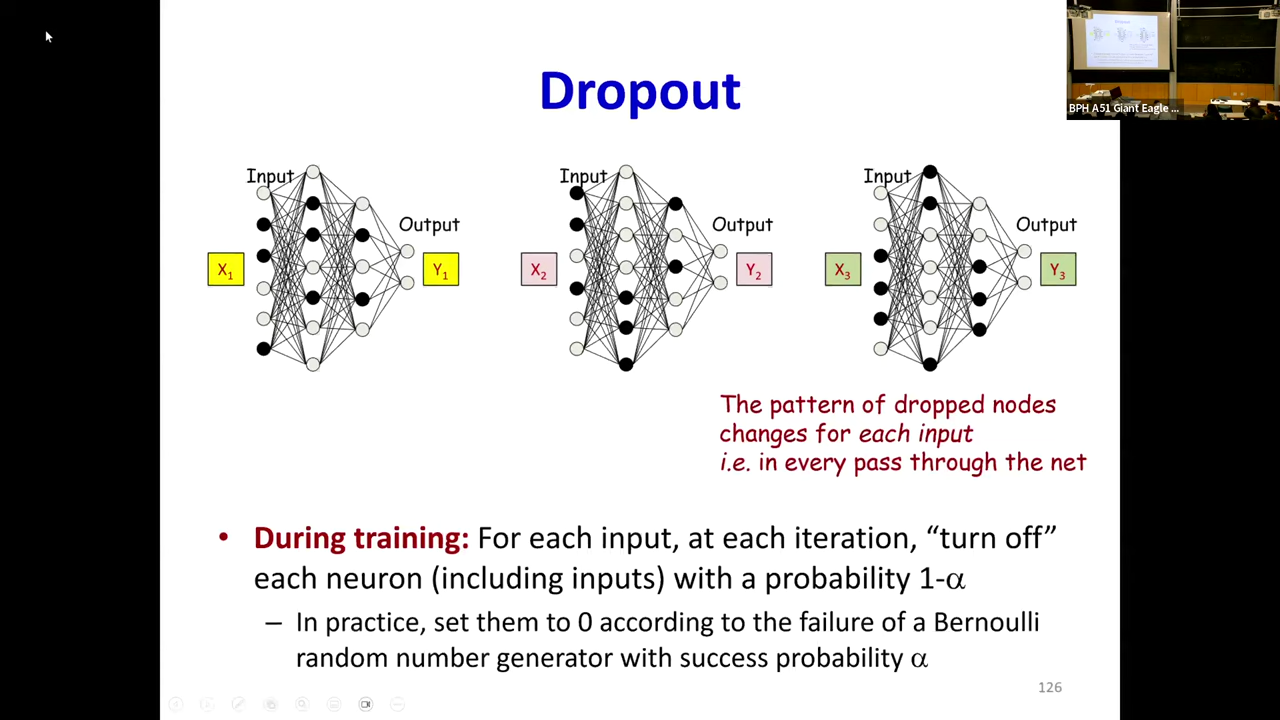 Dropout
BPH A51 Giant Eagle ...
Input
Output
X1
Y1
Input
Output
X2
Y2
Input
Output
X3
Y3
The pattern of dropped nodes
changes for each input
i.e. in every pass through the net
• During training: For each input, at each iteration, “turn off”
each neuron (including inputs) with a probability 1-α
– In practice, set them to 0 according to the failure of a Bernoulli
random number generator with success probability α
126